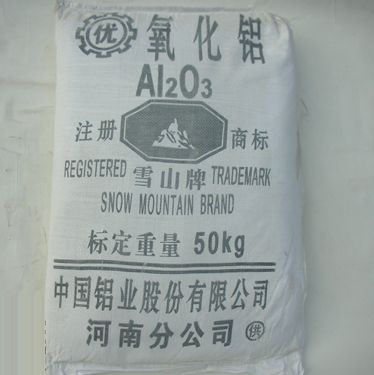 优 氧化铝
Al2O3
注册 商标
REGISTERED 雪山牌 TRADEMARK
SNOW MOUNTAIN BRAND
标定重量 50kg
中国铝业股份有限公司
河南分公司 供